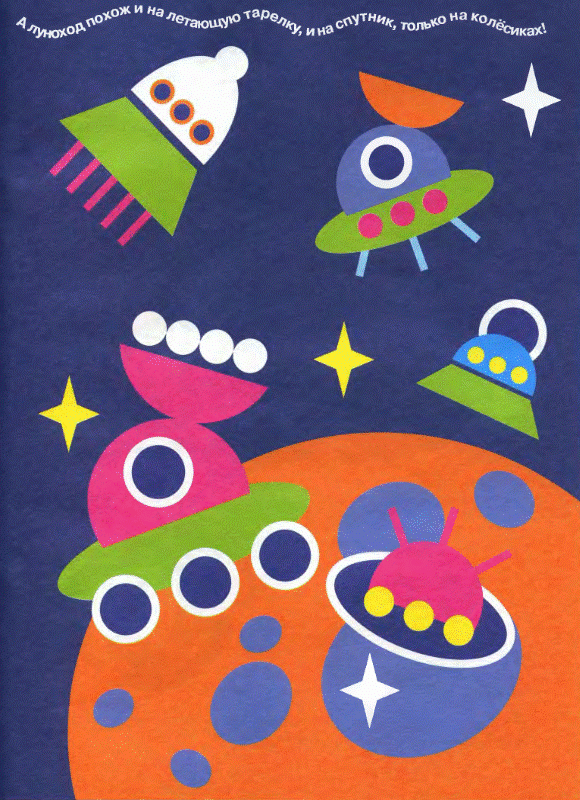 А луноход похож и на летающую тарелку, и на спутник, только на колёсиках!